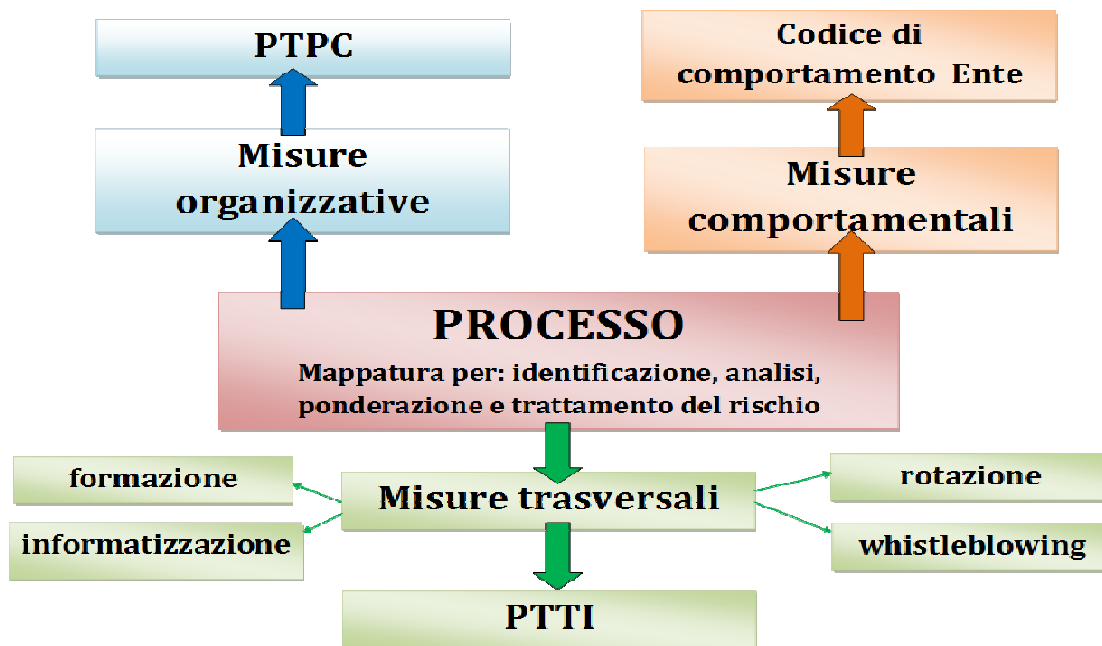 PTPC
Codice di
comportamento Ente
Misure
organizzative
Misure
comportamentali
PROCESSO
Mappatura per: identificazione, analisi,
ponderazione e trattamento del rischio
formazione
informatizzazione
Misure trasversali
rotazione
whistleblowing
PTTI